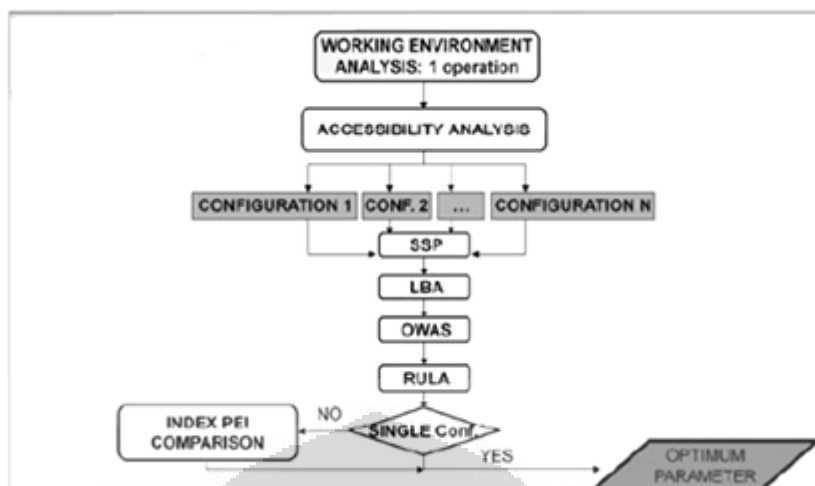 WORKING ENVIRONMENT
ANALYSIS: 1 operation
ACCESSIBILITY ANALYSIS
CONFIGURATION 1
CONF. 2
...
CONFIGURATION N
SSP
LBA
OWAS
RULA
NO
INDEX PEI
COMPARISON
SINGLE Conf.
YES
OPTIMUM
PARAMETER